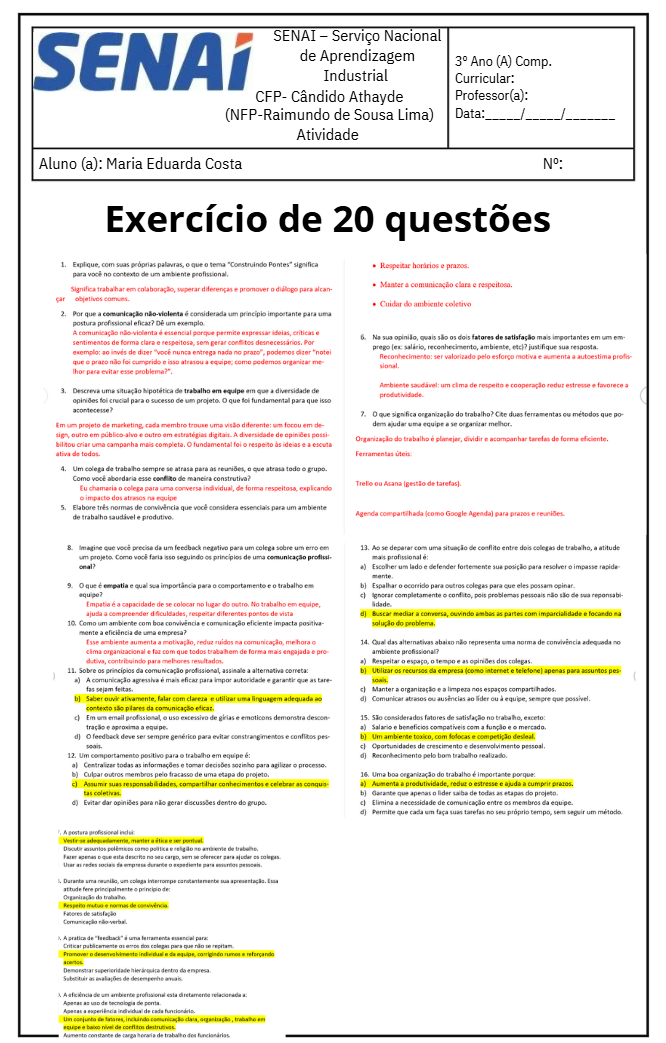 SENAI
SENAI – Serviço Nacional
de Aprendizagem
Industrial
CFP- Cândido Athayde
(NFP-Raimundo de Sousa Lima)
Atividade
3º Ano (A) Comp.
Curricular:
Professor(a):
Data:_____/_____/_______
Aluno (a): Maria Eduarda Costa Nº:
Exercício de 20 questões
1. Explique, com suas próprias palavras, o que o tema "Construindo Pontes" significa
para você no contexto de um ambiente profissional.
Significa trabalhar em colaboração, superar diferenças e promover o diálogo para alcan-
çar objetivos comuns.
2. Por que a comunicação não-violenta é considerada um princípio importante para uma
postura profissional eficaz? Dê um exemplo.
A comunicação não-violenta é essencial porque permite expressar ideias, críticas e
sentimentos de forma clara e respeitosa, sem gerar conflitos desnecessários. Por
exemplo: ao invés de dizer "você nunca entrega nada no prazo", podemos dizer "notei
que o prazo não foi cumprido e isso atrasou a equipe; como podemos organizar me-
lhor para evitar esse problema?".
3. Descreva uma situação hipotética de trabalho em equipe em que a diversidade de
opiniões foi crucial para o sucesso de um projeto. O que foi fundamental para que isso
acontecesse?
Em um projeto de marketing, cada membro trouxe uma visão diferente: um focou em de-
sign, outro em público-alvo e outro em estratégias digitais. A diversidade de opiniões possi-
bilitou criar uma campanha mais completa. O fundamental foi o respeito às ideias e a escuta
ativa de todos.
4. Um colega de trabalho sempre se atrasa para as reuniões, o que atrasa todo o grupo.
Como você abordaria esse conflito de maneira construtiva?
Eu chamaria o colega para uma conversa individual, de forma respeitosa, explicando
o impacto dos atrasos na equipe
5. Elabore três normas de convivência que você considera essenciais para um ambiente
de trabalho saudável e produtivo.
• Respeitar horários e prazos.
• Manter a comunicação clara e respeitosa.
• Cuidar do ambiente coletivo
6. Na sua opinião, quais são os dois fatores de satisfação mais importantes em um em-
prego (ex: salário, reconhecimento, ambiente, etc)? justifique que sua resposta.
Reconhecimento: ser valorizado pelo esforço motiva e aumenta a autoestima profis-
sional.
Ambiente saudável: um clima de respeito e cooperação reduz estresse e favorece a
produtividade.
7. O que significa organização do trabalho? Cite duas ferramentas ou métodos que po-
dem ajudar uma equipe a se organizar melhor.
Organização do trabalho é planejar, dividir e acompanhar tarefas de forma eficiente.
Ferramentas úteis:
Trello ou Asana (gestão de tarefas).
Agenda compartilhada (como Google Agenda) para prazos e reuniões.
8. Imagine que você precisa da um feedback negativo para um colega sobre um erro em
um projeto. Como você faria isso seguindo os princípios de uma comunicação profissi-
onal?
9. O que é empatia e qual sua importância para o comportamento e o trabalho em
equipe?
Empatia é a capacidade de se colocar no lugar do outro. No trabalho em equipe,
ajuda a compreender dificuldades, respeitar diferentes pontos de vista
10. Como um ambiente com boa convivência e comunicação eficiente impacta positiva-
mente a eficiência de uma empresa?
Esse ambiente aumenta a motivação, reduz ruídos na comunicação, melhora o
clima organizacional e faz com que todos trabalhem de forma mais engajada e pro-
dutiva, contribuindo para melhores resultados.
11. Sobre os princípios da comunicação profissional, assinale a alternativa correta:
a) A comunicação agressiva é mais eficaz para impor autoridade e garantir que as tare-
fas sejam feitas.
b) Saber ouvir ativamente, falar com clareza e utilizar uma linguagem adequada ao
contexto são pilares da comunicação eficaz.
c) Em um email profissional, o uso excessivo de gírias e emoticons demonstra descon-
tração e aproxima a equipe.
d) O feedback deve ser sempre genérico para evitar constrangimentos e conflitos pes-
soais.
12. Um comportamento positivo para o trabalho em equipe é:
a) Centralizar todas as informações e tomar decisões sozinho para agilizar o processo.
b) Culpar outros membros pelo fracasso de uma etapa do projeto.
c) Assumir suas responsabilidades, compartilhar conhecimentos e celebrar as conquis-
tas coletivas.
d) Evitar dar opiniões para não gerar discussões dentro do grupo.
13. Ao se deparar com uma situação de conflito entre dois colegas de trabalho, a atitude
mais profissional é:
a) Escolher um lado e defender fortemente sua posição para resolver o impasse rapida-
mente.
b) Espalhar o ocorrido para outros colegas para que eles possam opinar.
c) Ignorar completamente o conflito, pois problemas pessoais não são de sua reponsabi-
lidade.
d) Buscar mediar a conversa, ouvindo ambas as partes com imparcialidade e focando na
solução do problema.
14. Qual das alternativas abaixo não representa uma norma de convivência adequada no
ambiente profissional?
a) Respeitar o espaço, o tempo e as opiniões dos colegas.
b) Utilizar os recursos da empresa (como internet e telefone) apenas para assuntos pes-
soais.
c) Manter a organização e a limpeza nos espaços compartilhados.
d) Comunicar atrasos ou ausências ao líder ou à equipe, sempre que possível.
15. São considerados fatores de satisfação no trabalho, exceto:
a) Salario e benefícios compatíveis com a função e o mercado.
b) Um ambiente toxico, com fofocas e competição desleal.
c) Oportunidades de crescimento e desenvolvimento pessoal.
d) Reconhecimento pelo bom trabalho realizado.
16. Uma boa organização do trabalho é importante porque:
a) Aumenta a produtividade, reduz o estresse e ajuda a cumprir prazos.
b) Garante que apenas o líder saiba de todas as etapas do projeto.
c) Elimina a necessidade de comunicação entre os membros da equipe.
d) Permite que cada um faça suas tarefas no seu próprio tempo, sem seguir um método.
A postura profissional inclui:
Vestir-se adequadamente, manter a ética e ser pontual.
Discutir assuntos polêmicos como política e religião no ambiente de trabalho.
Fazer apenas o que esta descrito no seu cargo, sem se oferecer para ajudar os colegas.
Usar as redes sociais da empresa durante o expediente para assuntos pessoais.
Durante uma reunião, um colega interrompe constantemente sua apresentação. Essa
atitude fere principalmente o principio de:
Organização do trabalho.
Respeito mutuo e normas de convivência.
Fatores de satisfação
Comunicação não-verbal.
A pratica de "feedback" é uma ferramenta essencial para:
Criticar publicamente os erros dos colegas para que não se repitam.
Promover o desenvolvimento individual e da equipe, corrigindo rumos e reforçando
acertos.
Demonstrar superioridade hierárquica dentro da empresa.
Substituir as avaliações de desempenho anuais.
A eficiência de um ambiente profissional esta diretamente relacionada a:
Apenas ao uso de tecnologia de ponta.
Apenas a experiência individual de cada funcionário.
Um conjunto de fatores, incluindo comunicação clara, organização , trabalho em
equipe e baixo nível de conflitos destrutivos.
Aumento constante de carga horaria de trabalho dos funcionários.